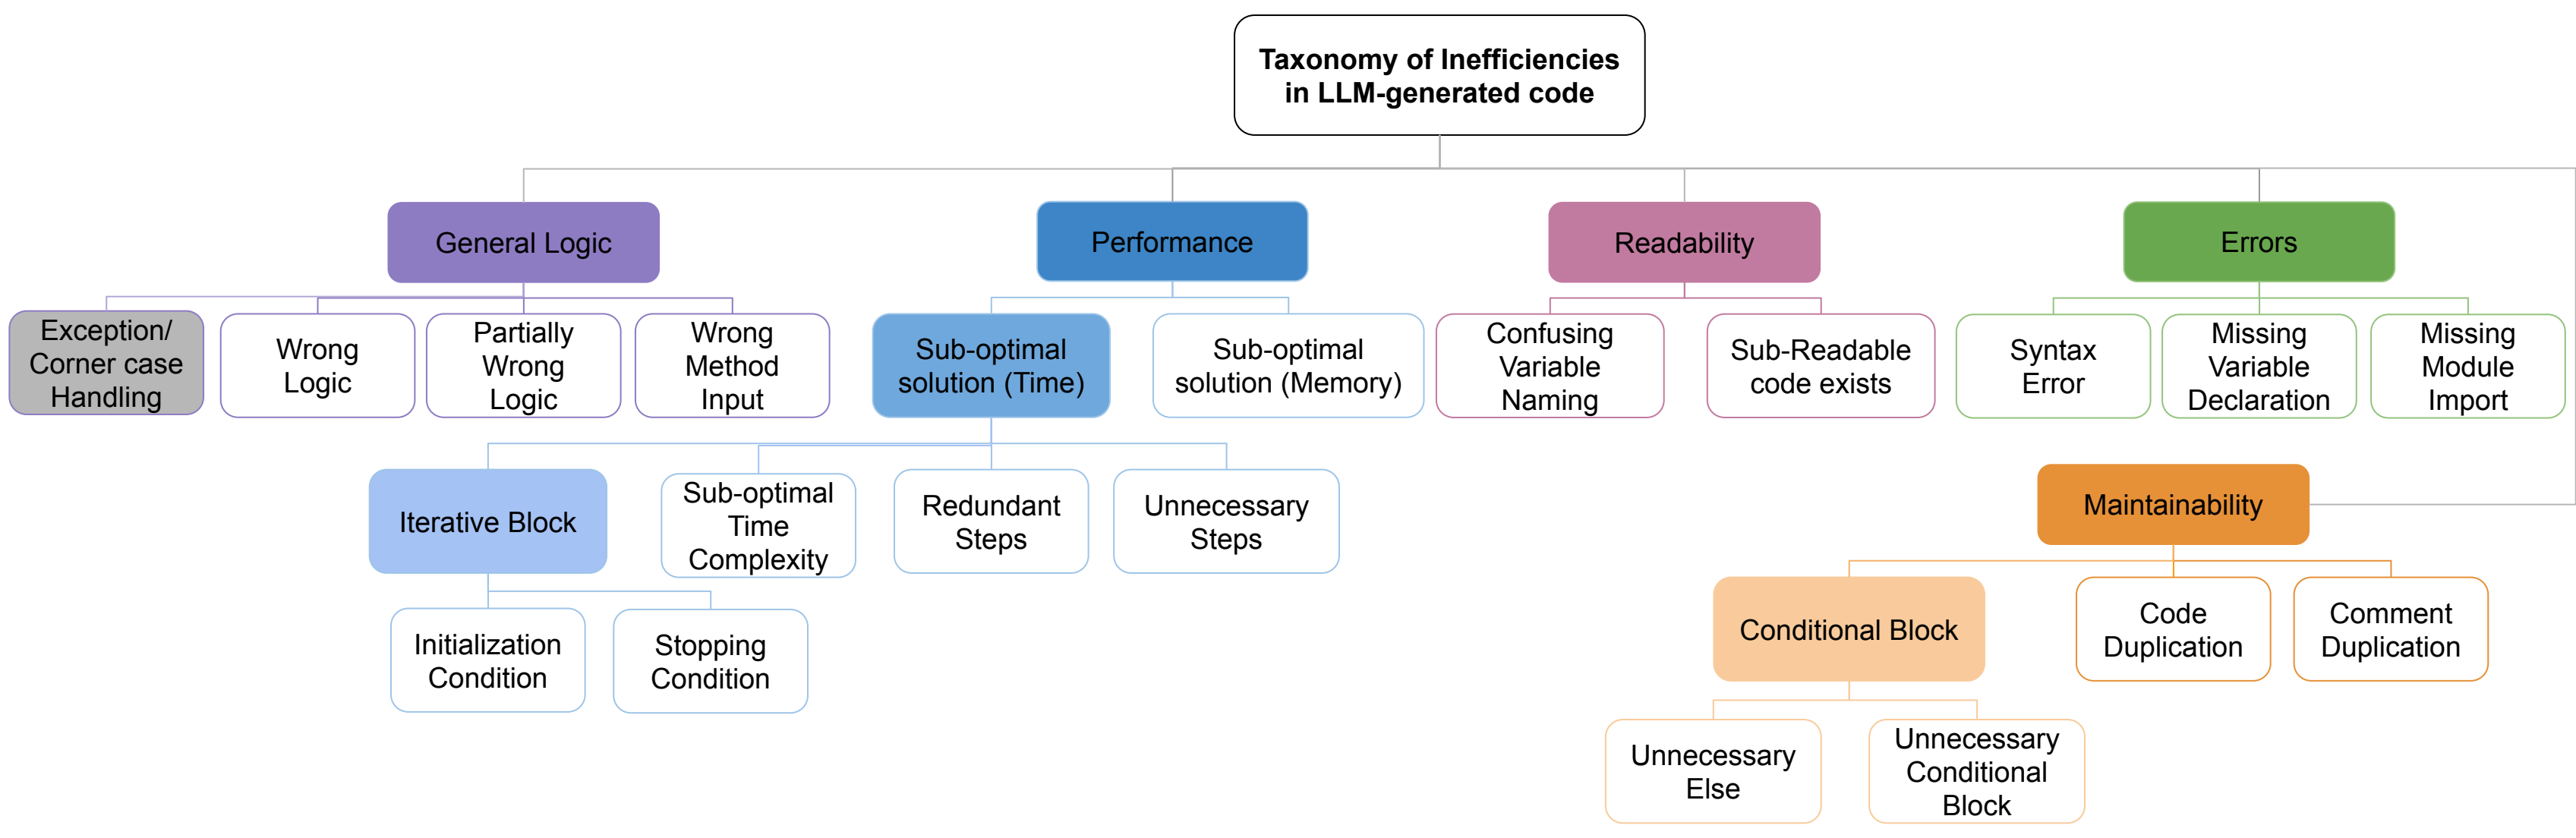 Taxonomy of Inefficiencies
in LLM-generated code
General Logic
Performance
Readability
Errors
Exception/
Corner case
Handling
Wrong
Logic
Partially
Wrong
Logic
Wrong
Method
Input
Sub-optimal
solution (Time)
Sub-optimal
solution (Memory)
Confusing
Variable
Naming
Sub-Readable
code exists
Syntax
Error
Missing
Variable
Declaration
Missing
Module
Import
Iterative Block
Sub-optimal
Time
Complexity
Redundant
Steps
Unnecessary
Steps
Maintainability
Initialization
Condition
Stopping
Condition
Conditional Block
Code
Duplication
Comment
Duplication
Unnecessary
Else
Unnecessary
Conditional
Block